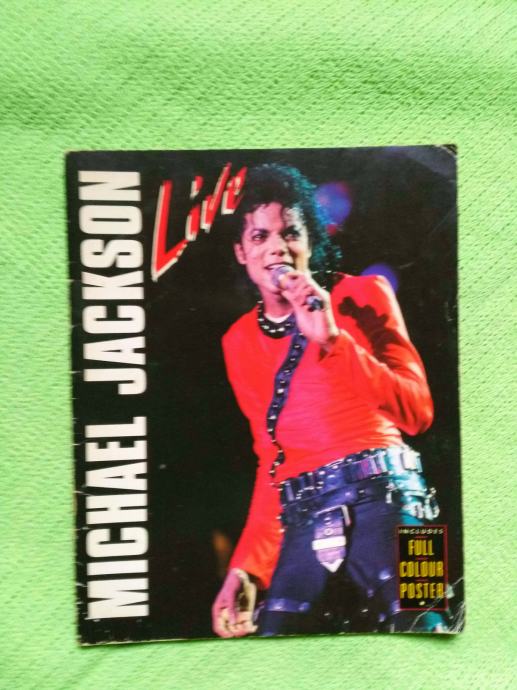 MICHAEL JACKSON
Live
INCLUDES
FULL
COLOUR
POSTER